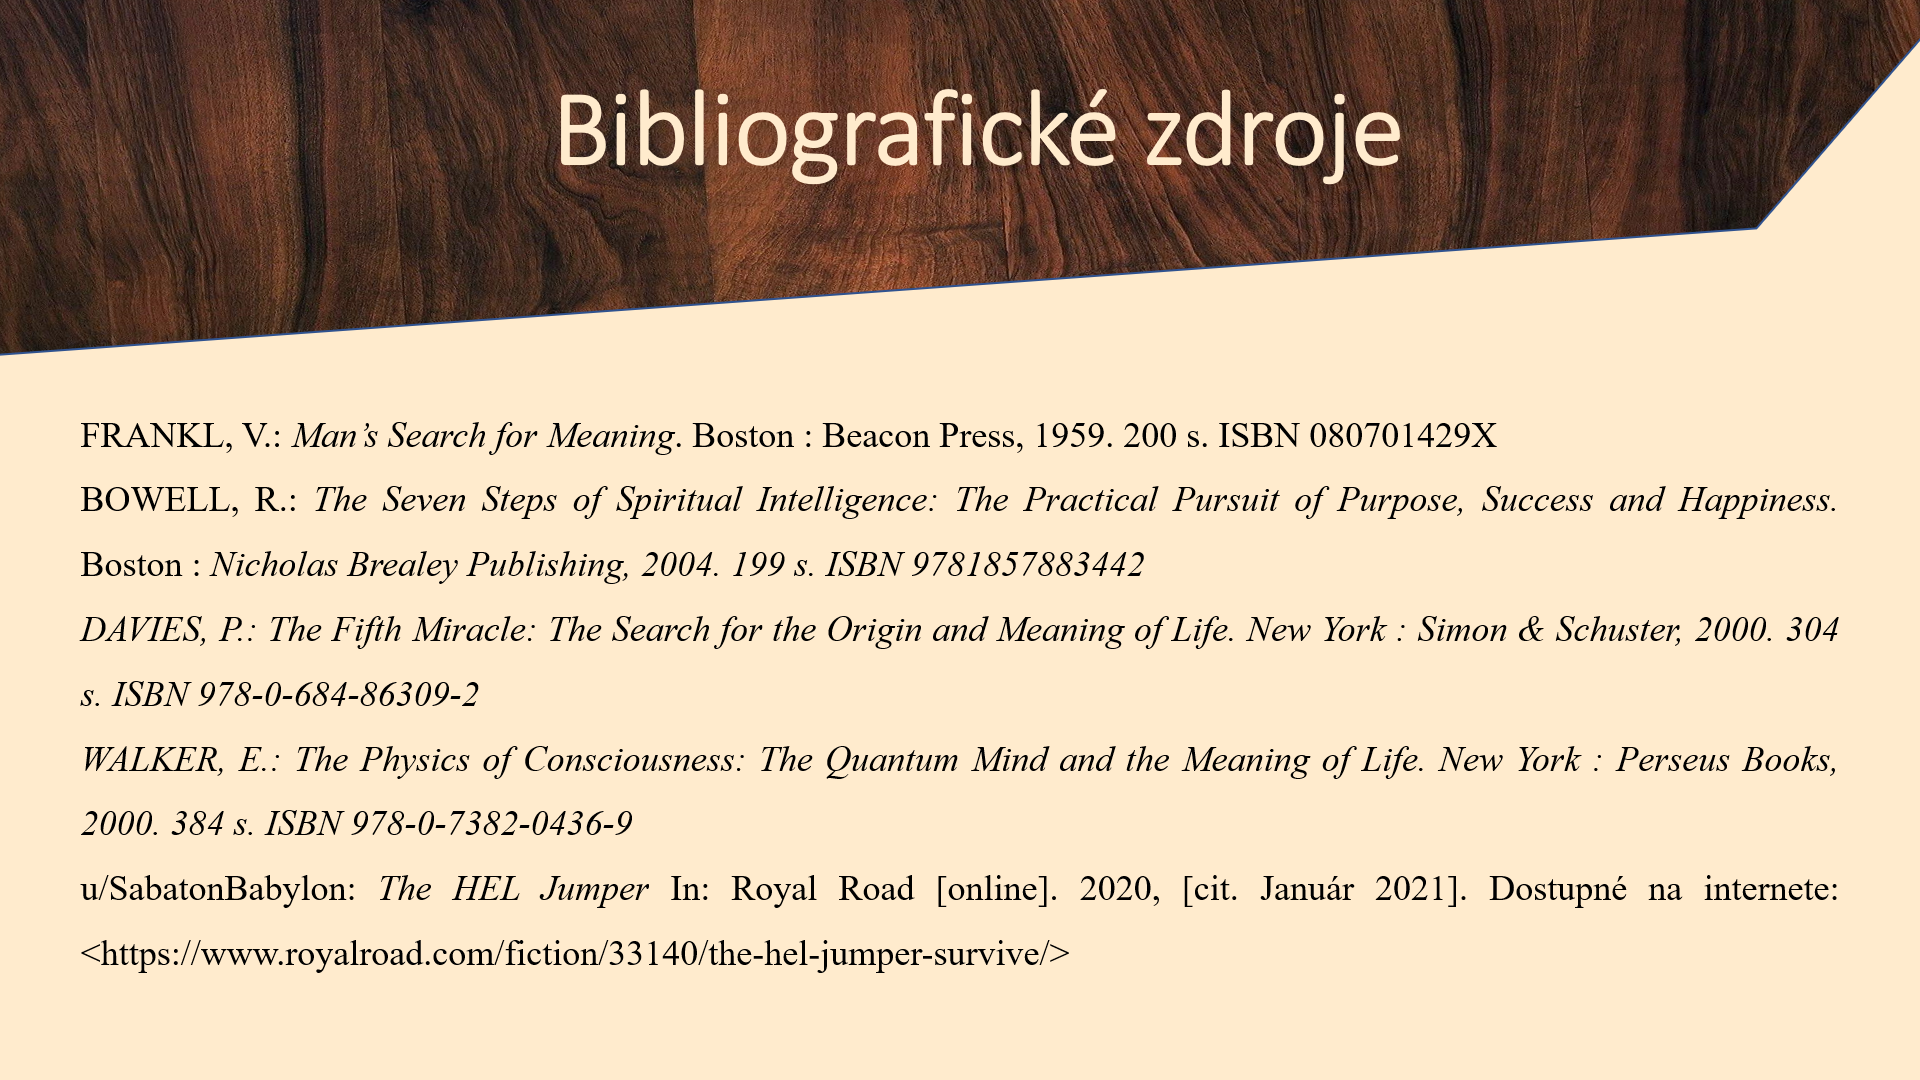 Bibliografické zdroje
FRANKL, V.: Man’s Search for Meaning. Boston : Beacon Press, 1959. 200 s. ISBN 080701429X
BOWELL, R.: The Seven Steps of Spiritual Intelligence: The Practical Pursuit of Purpose, Success and Happiness.
Boston : Nicholas Brealey Publishing, 2004. 199 s. ISBN 9781857883442
DAVIES, P.: The Fifth Miracle: The Search for the Origin and Meaning of Life. New York : Simon & Schuster, 2000. 304
s. ISBN 978-0-684-86309-2
WALKER, E.: The Physics of Consciousness: The Quantum Mind and the Meaning of Life. New York : Perseus Books,
2000. 384 s. ISBN 978-0-7382-0436-9
u/SabatonBabylon: The HEL Jumper In: Royal Road [online]. 2020, [cit. Január 2021]. Dostupné na internete:
<https://www.royalroad.com/fiction/33140/the-hel-jumper-survive/>